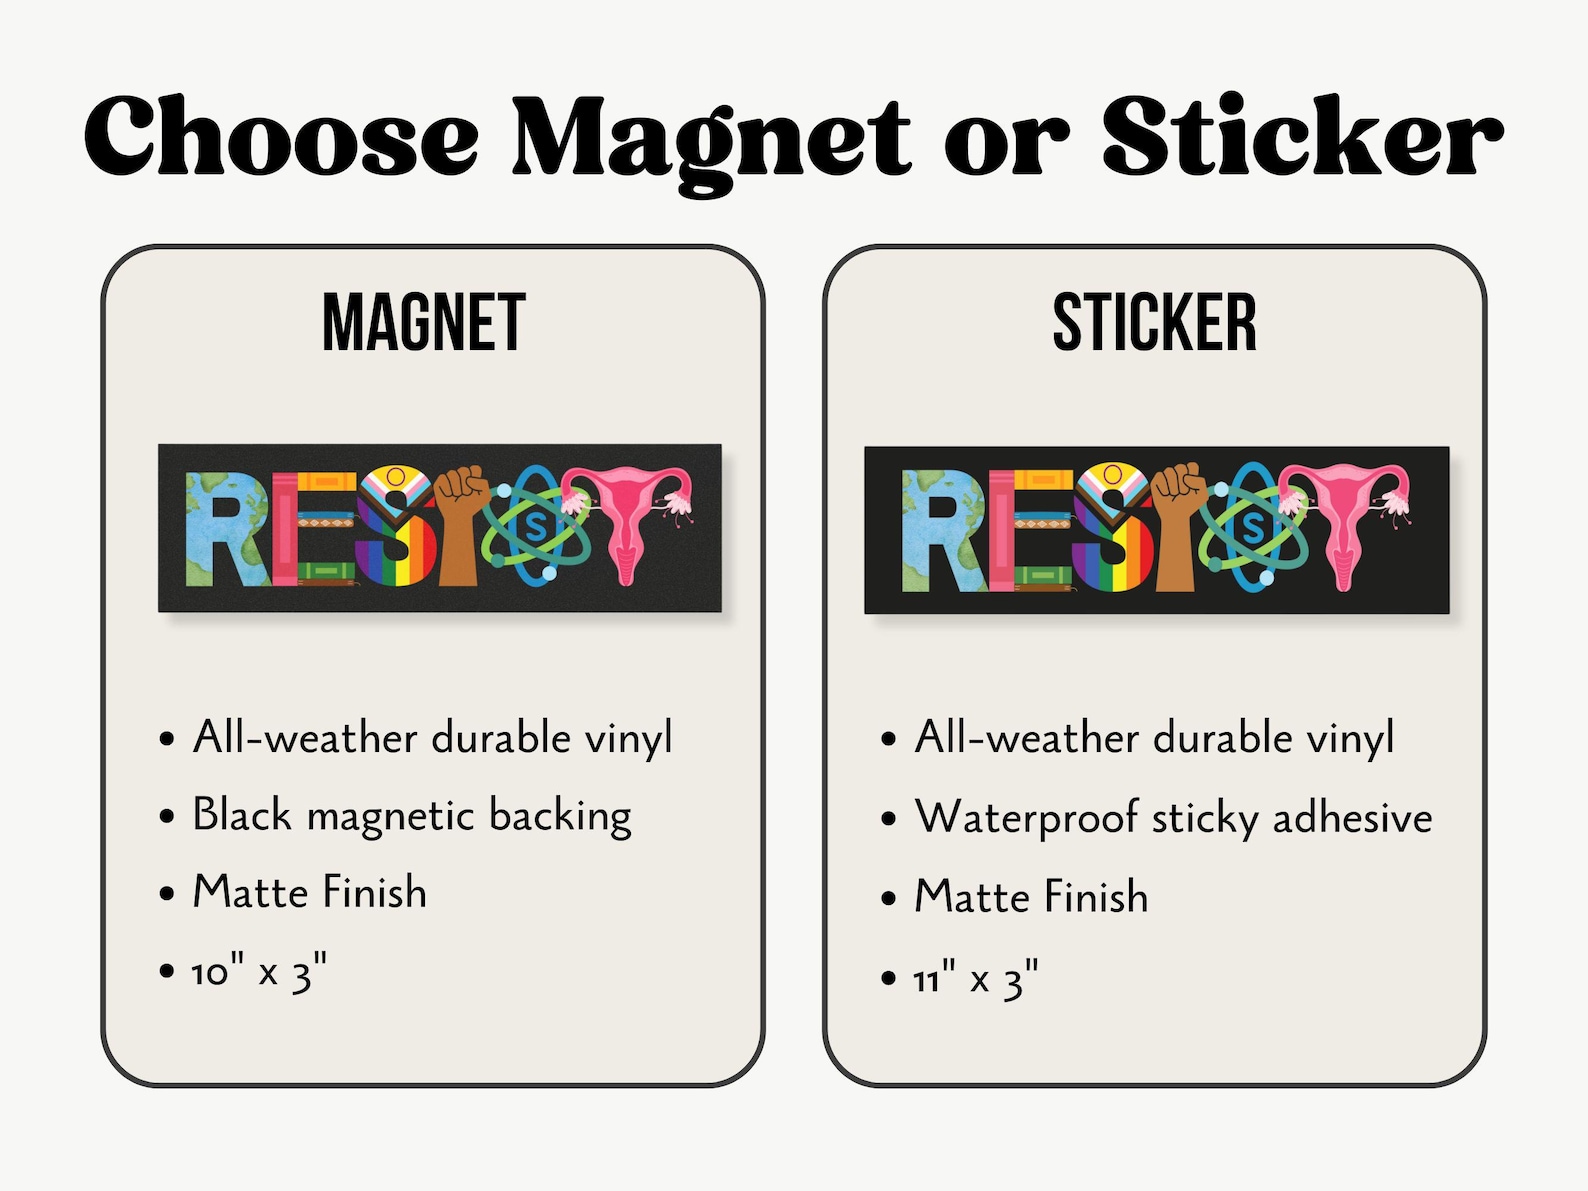 Choose Magnet or Sticker
MAGNET
RESIST
All-weather durable vinyl
Black magnetic backing
Matte Finish
10" x 3"
STICKER
RESIST
All-weather durable vinyl
Waterproof sticky adhesive
Matte Finish
11" x 3"